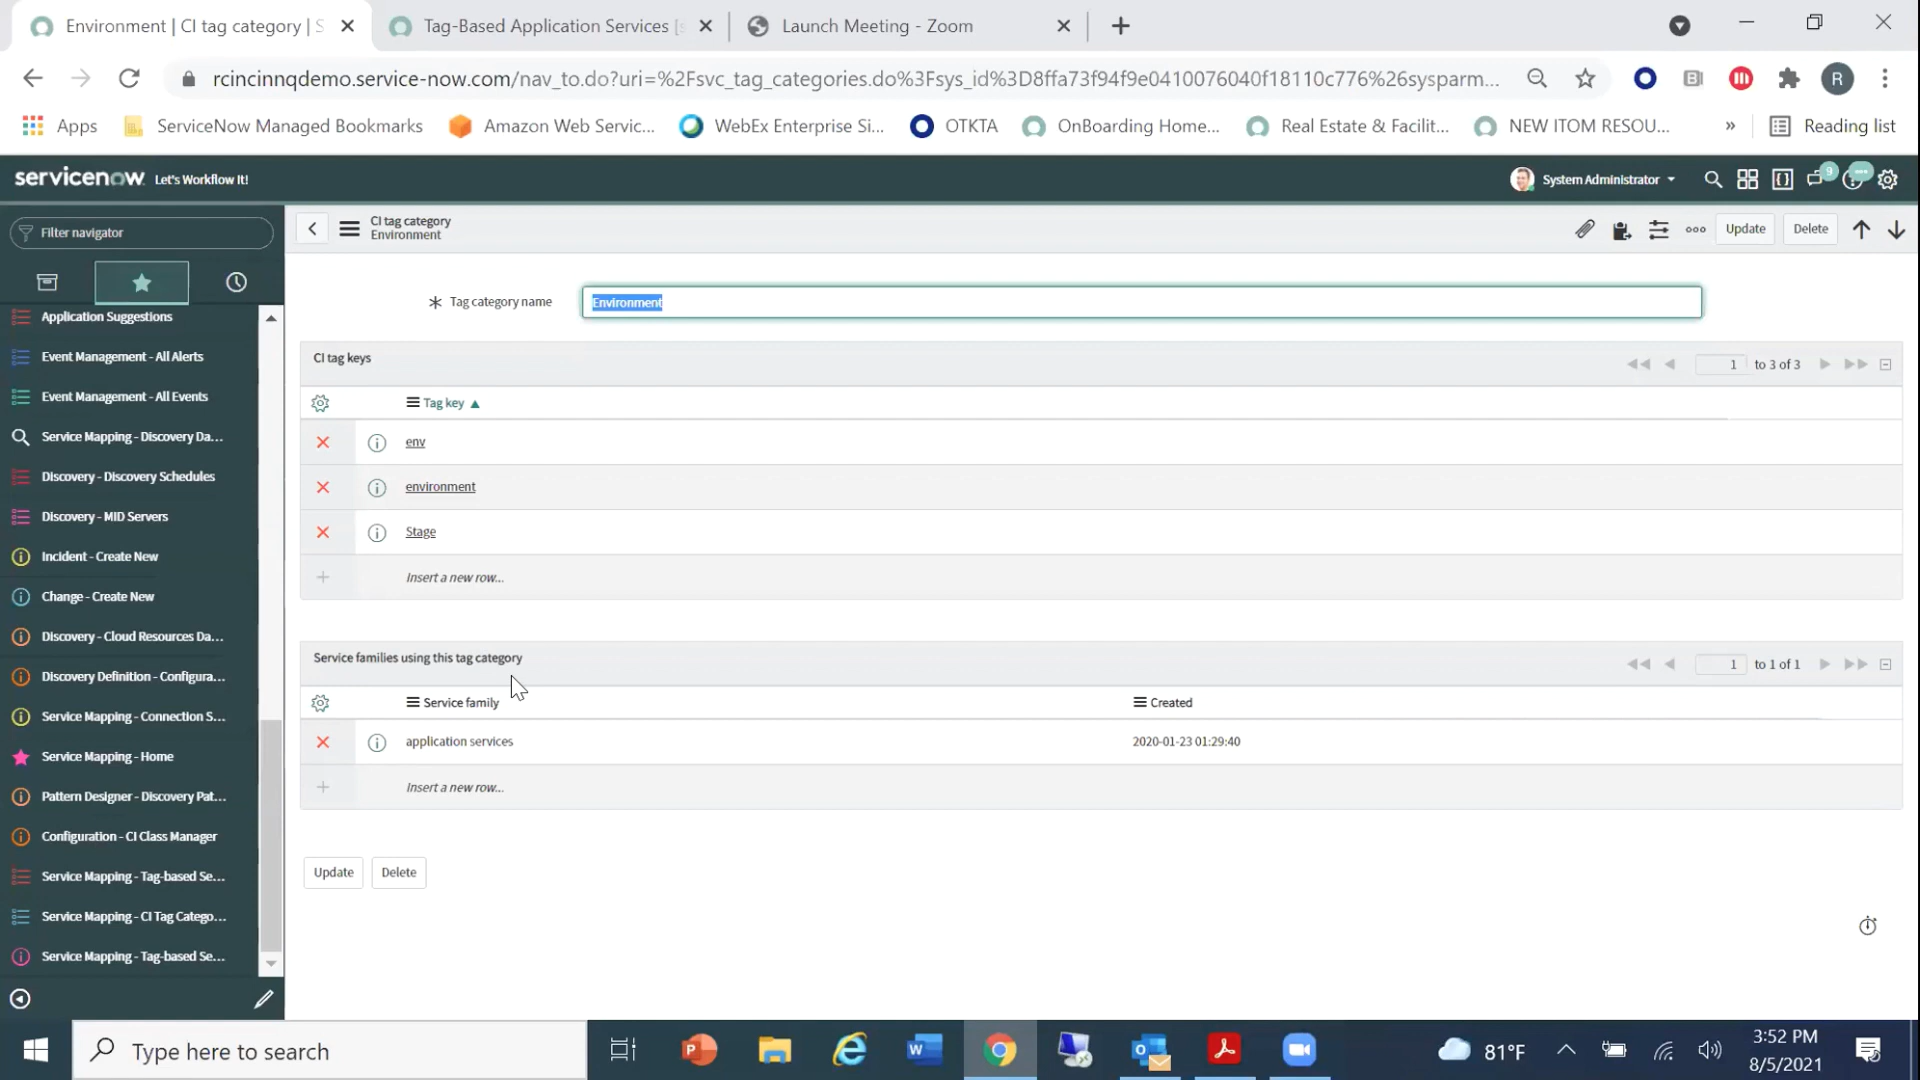 Environment | CI tag category | S
Tag-Based Application Services [s
Launch Meeting - Zoom
rcincinnqdemo.service-now.com/nav_to.do?uri=%2Fsvc_tag_categories.do%3Fsys_id%3D8ffa73f94f9e0410076040f18110c776%26sysparm...
R
Apps
ServiceNow Managed Bookmarks
Amazon Web Servic...
WebEx Enterprise Si...
OTKTA
OnBoarding Home...
Real Estate & Facilit...
NEW ITOM RESOU...
»
Reading list
servicenow Let's Workflow It!
System Administrator
9
Filter navigator
CI tag category
Environment
Update
Delete
Application Suggestions
Event Management - All Alerts
Event Management - All Events
Service Mapping - Discovery Da...
Discovery - Discovery Schedules
Discovery - MID Servers
Incident - Create New
Change - Create New
Discovery - Cloud Resources Da...
Discovery Definition - Configura...
Service Mapping - Connection S...
Service Mapping - Home
Pattern Designer - Discovery Pat...
Configuration - CI Class Manager
Service Mapping - Tag-based Se...
Service Mapping - CI Tag Catego...
Service Mapping - Tag-based Se...
Tag category name
Environment
CI tag keys
1 to 3 of 3
Tag key
env
environment
Stage
Insert a new row...
Service families using this tag category
1 to 1 of 1
Service family
Created
application services
2020-01-23 01:29:40
Insert a new row...
Update
Delete
Type here to search
81°F
3:52 PM
8/5/2021